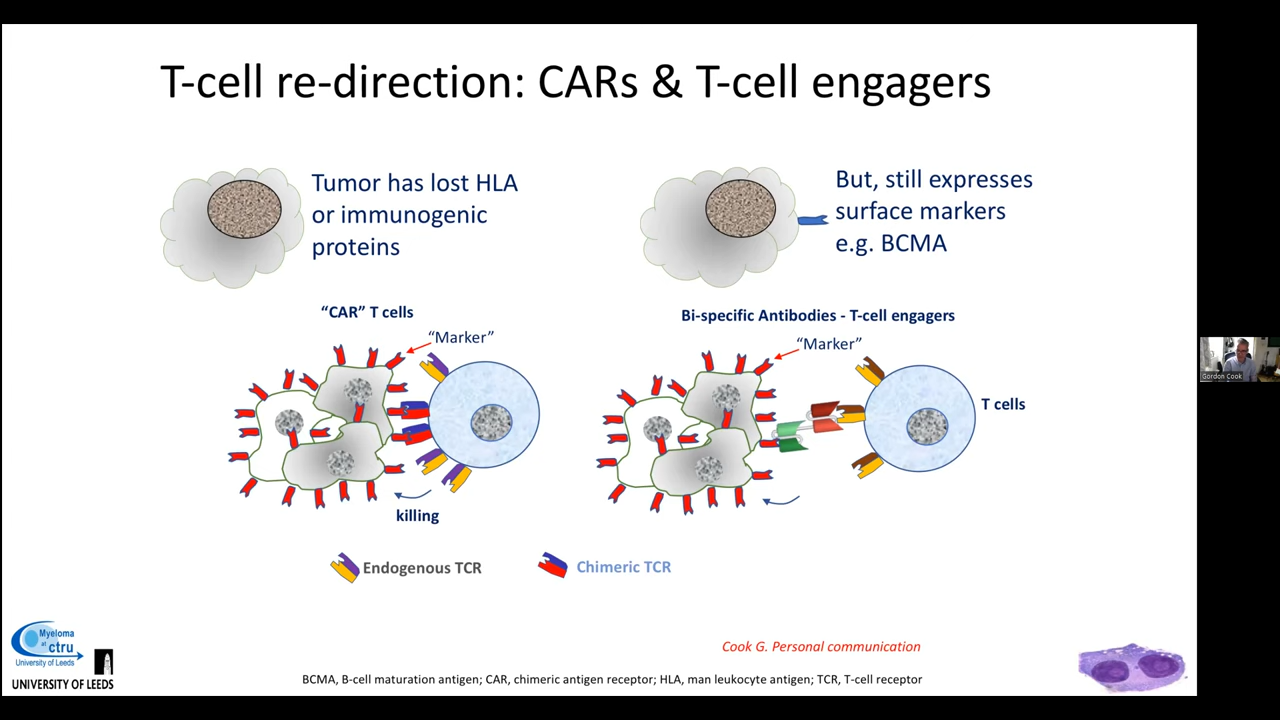 T-cell re-direction: CARs & T-cell engagers
Tumor has lost HLA
or immunogenic
proteins
But, still expresses
surface markers
e.g. BCMA
“CAR” T cells
“Marker”
killing
Bi-specific Antibodies - T-cell engagers
“Marker”
T cells
Endogenous TCR
Chimeric TCR
Gordon Cook
Cook G. Personal communication
Myeloma
at ctru
University of Leeds
UNIVERSITY OF LEEDS
BCMA, B-cell maturation antigen; CAR, chimeric antigen receptor; HLA, man leukocyte antigen; TCR, T-cell receptor